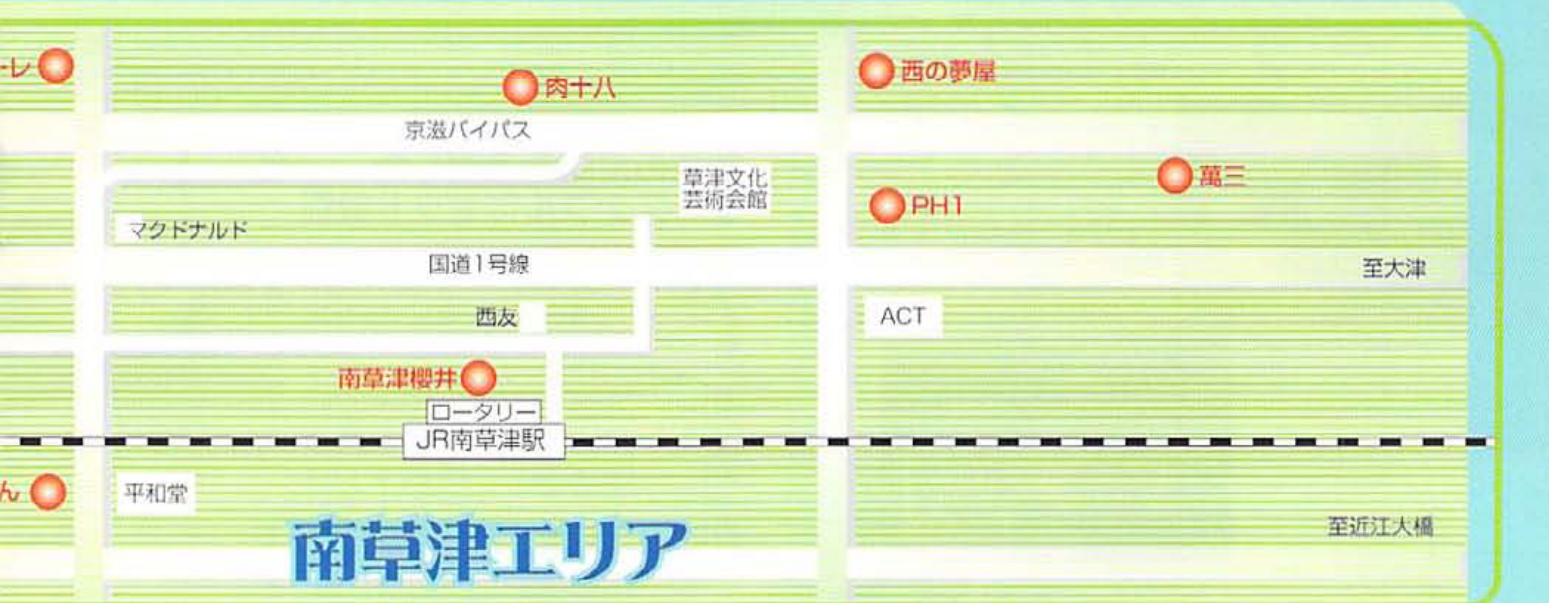 ーレ
西の夢屋
肉十八
京滋バイパス
草津文化
芸術会館
萬三
PH1
マクドナルド
国道1号線
至大津
西友
ACT
南草津櫻井
ロータリー
JR南草津駅
ん
平和堂
至近江大橋
南草津エリア